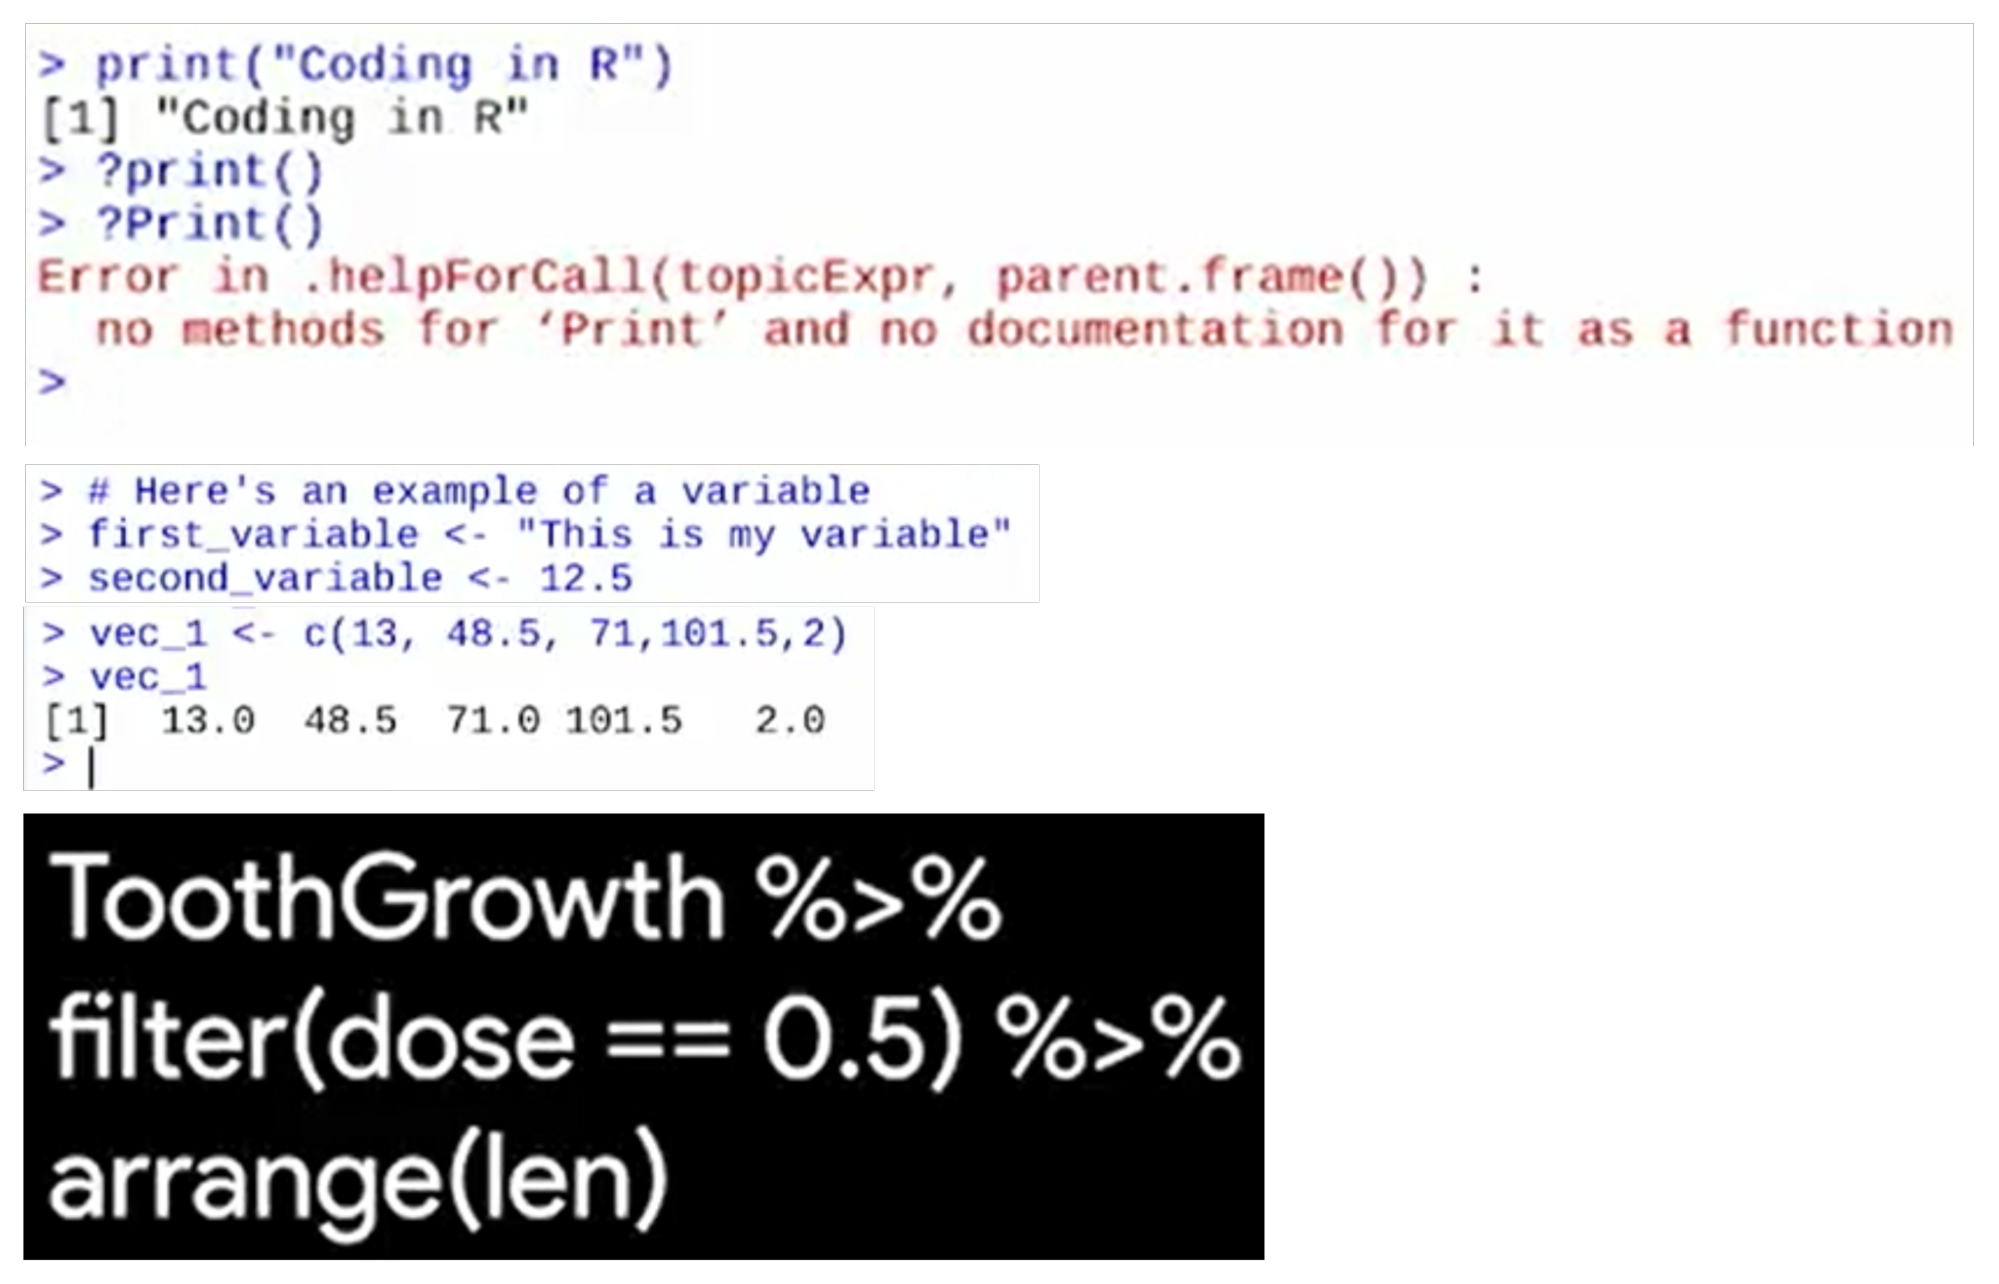 > print("Coding in R")
[1] "Coding in R"
> ?print()
> ?Print()
Error in .helpForCall(topicExpr, parent.frame()) :
  no methods for ‘Print’ and no documentation for it as a function
>
> # Here's an example of a variable
> first_variable <- "This is my variable"
> second_variable <- 12.5
> vec_1 <- c(13, 48.5, 71,101.5,2)
> vec_1
[1]  13.0  48.5  71.0 101.5   2.0
>
ToothGrowth %>%
filter(dose == 0.5) %>%
arrange(len)